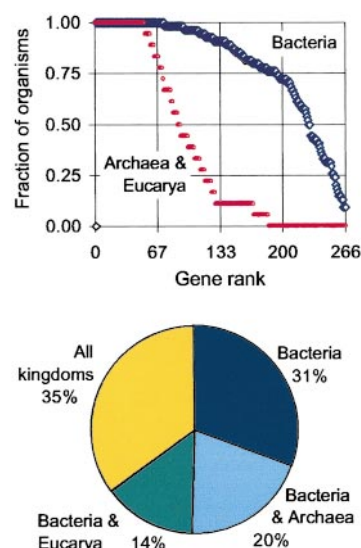 Fraction of organisms
1.00
0.75
0.50
0.25
0.00
Bacteria
Archaea &
Eucarya
0 67 133 200 266
Gene rank
All
kingdoms
35%
Bacteria
31%
Bacteria &
Eucarya 14%
Bacteria
& Archaea
20%